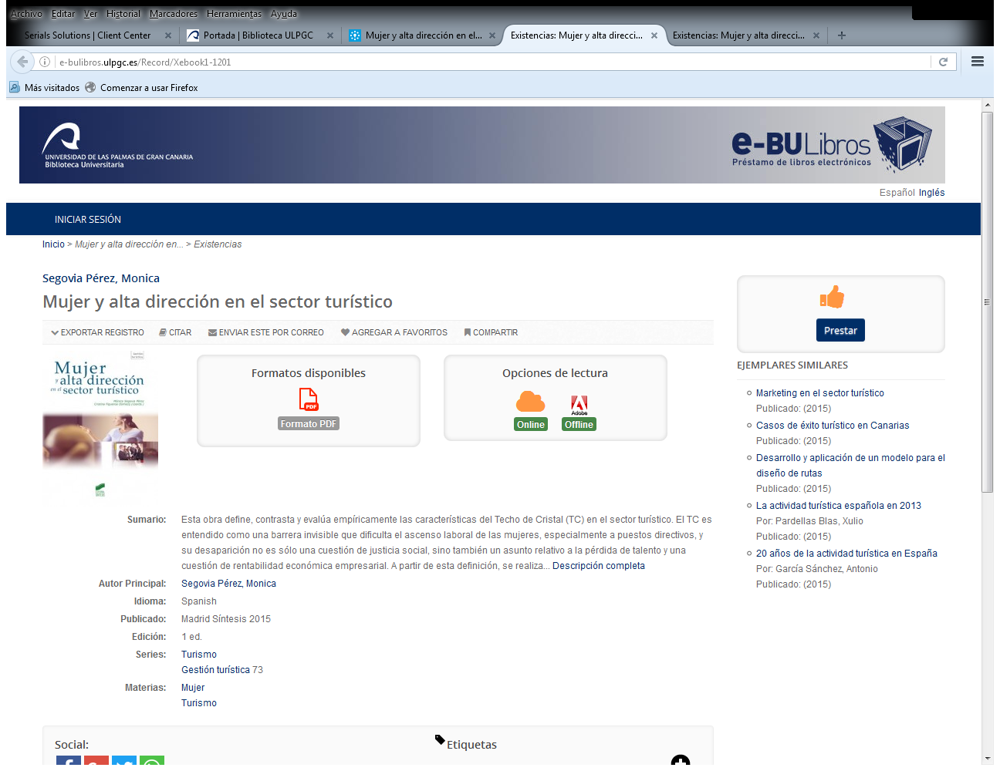 Archivo Editar Ver Historial Marcadores Herramientas Ayuda
Serials Solutions | Client Center
Portada | Biblioteca ULPGC
Mujer y alta dirección en el...
Existencias: Mujer y alta direcci...
Existencias: Mujer y alta direcci...
e-bulibros.ulpgc.es/Record/Xebook1-1201
Más visitados Comenzar a usar Firefox
UNIVERSIDAD DE LAS PALMAS DE GRAN CANARIA
Biblioteca Universitaria
e-BULibros
Préstamo de libros electrónicos
Español Inglés
INICIAR SESIÓN
Inicio > Mujer y alta dirección en... > Existencias
Segovia Pérez, Monica
Mujer y alta dirección en el sector turístico
EXPORTAR REGISTRO CITAR ENVIAR ESTE POR CORREO AGREGAR A FAVORITOS COMPARTIR
Mujer
y alta dirección
en el sector turístico
Formatos disponibles
PDF
Formato PDF
Opciones de lectura
Adobe
Online Offline
Prestar
EJEMPLARES SIMILARES
Marketing en el sector turístico
Publicado: (2015)
Casos de éxito turístico en Canarias
Publicado: (2015)
Desarrollo y aplicación de un modelo para el
diseño de rutas
Publicado: (2015)
La actividad turística española en 2013
Por: Pardellas Blas, Xulio
Publicado: (2015)
20 años de la actividad turística en España
Por: García Sánchez, Antonio
Publicado: (2015)
Sumario: Esta obra define, contrasta y evalúa empíricamente las características del Techo de Cristal (TC) en el sector turístico. El TC es
entendido como una barrera invisible que dificulta el ascenso laboral de las mujeres, especialmente a puestos directivos, y
su desaparición no es sólo una cuestión de justicia social, sino también un asunto relativo a la pérdida de talento y una
cuestión de rentabilidad económica empresarial. A partir de esta definición, se realiza... Descripción completa
Autor Principal: Segovia Pérez, Monica
Idioma: Spanish
Publicado: Madrid Síntesis 2015
Edición: 1 ed.
Series: Turismo
Gestión turística 73
Materias: Mujer
Turismo
Social:
Etiquetas